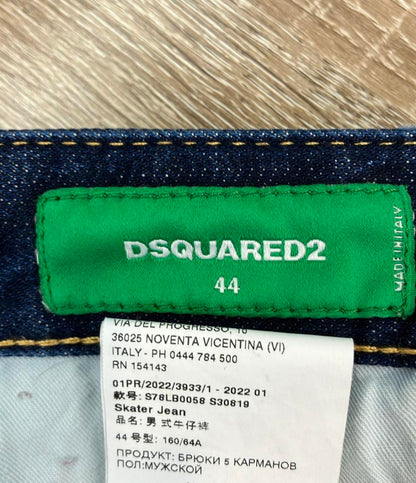 DSQUARED2
44
MADE IN ITALY
VIA DEL PROGRESSO, 10
36025 NOVENTA VICENTINA (VI)
ITALY - PH 0444 784 500
RN 154143
01PR/2022/3933/1 - 2022 01
款号: S78LB0058 S30819
Skater Jean
品名: 男式牛仔裤
44 号型: 160/64A
ПРОДУКТ: БРЮКИ 5 КАРМАНОВ
ПОЛ:МУЖСКОЙ